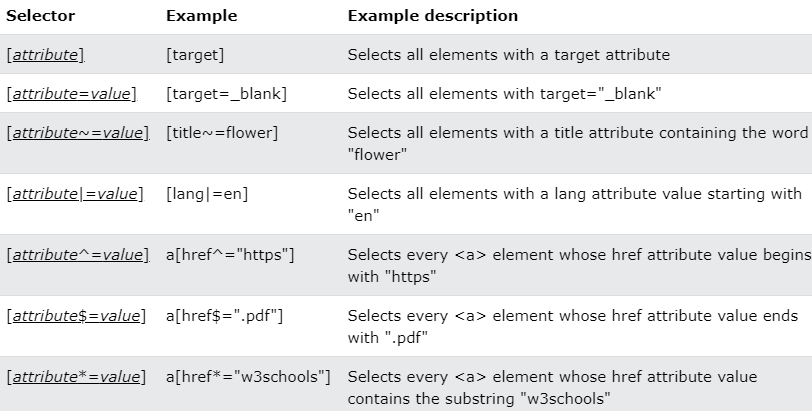 Selector Example Example description
[attribute] [target] Selects all elements with a target attribute
[attribute=value] [target=_blank] Selects all elements with target="_blank"
[attribute~=value] [title~=flower] Selects all elements with a title attribute containing the word
"flower"
[attribute|=value] [lang|=en] Selects all elements with a lang attribute value starting with
"en"
[attribute^=value] a[href^="https"] Selects every <a> element whose href attribute value begins
with "https"
[attribute$=value] a[href$=".pdf"] Selects every <a> element whose href attribute value ends
with ".pdf"
[attribute*=value] a[href*="w3schools"] Selects every <a> element whose href attribute value
contains the substring "w3schools"